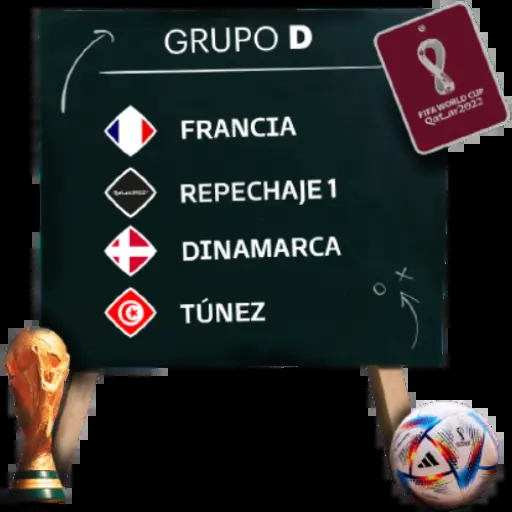 GRUPO D
FIFA WORLD CUP
Qatar2022
FRANCIA
REPECHAJE 1
DINAMARCA
TÚNEZ